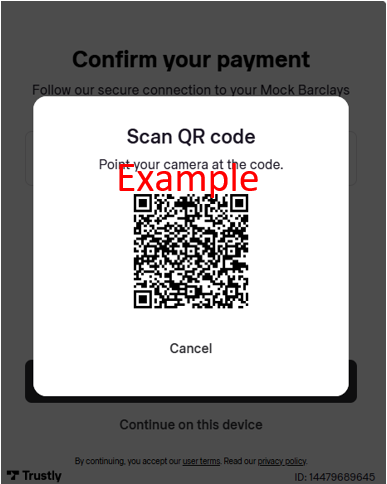 Confirm your payment
Follow our secure connection to your Mock Barclays
Scan QR code
Point your camera at the code.
Example
Cancel
Continue on this device
By continuing, you accept our user terms. Read our privacy policy.
Trustly
ID: 14479689645